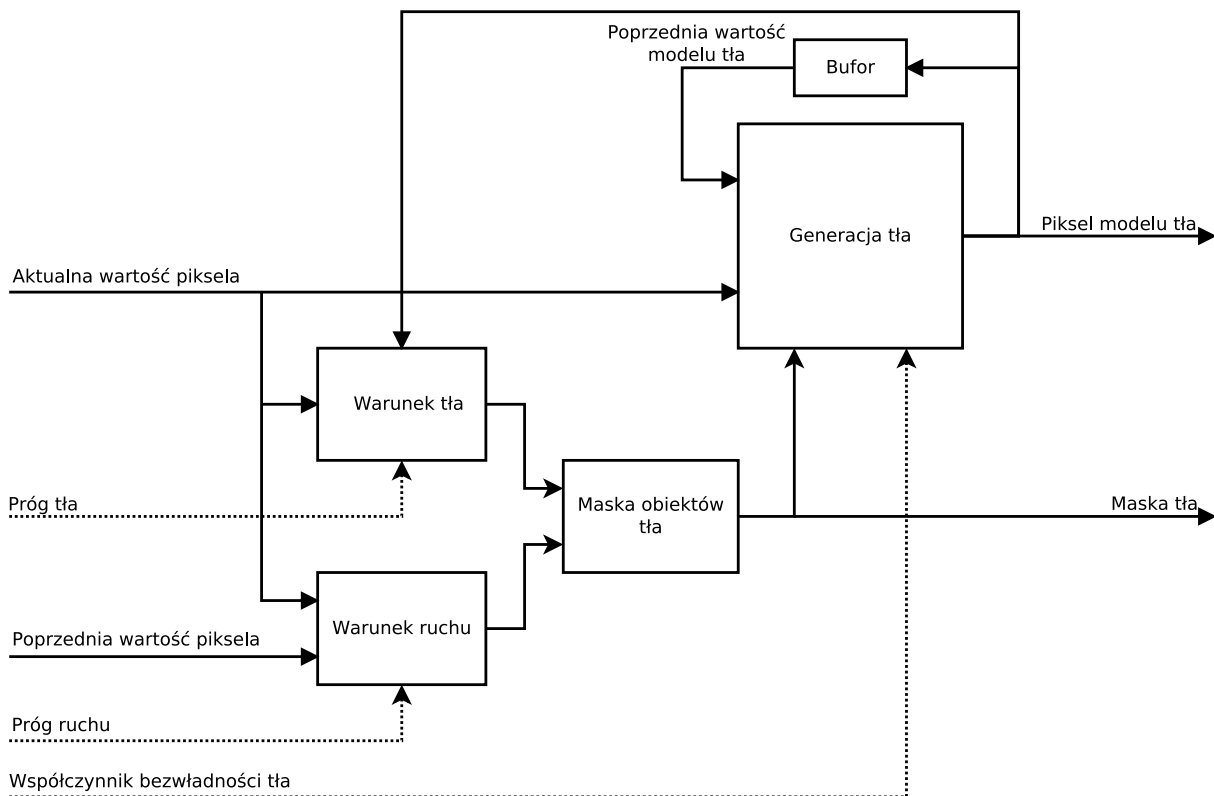 Poprzednia wartość
modelu tła
Bufor
Generacja tła
Piksel modelu tła
Aktualna wartość piksela
Warunek tła
Próg tła
Maska obiektów
tła
Maska tła
Warunek ruchu
Poprzednia wartość piksela
Próg ruchu
Współczynnik bezwładności tła